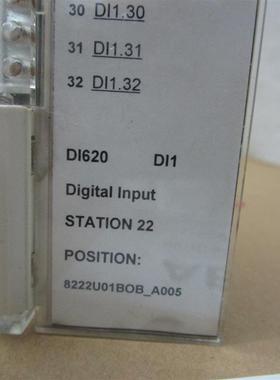 30 DI1.30
31 DI1.31
32 DI1.32
DI620 DI1
Digital Input
STATION 22
POSITION:
8222U01BOB_A005